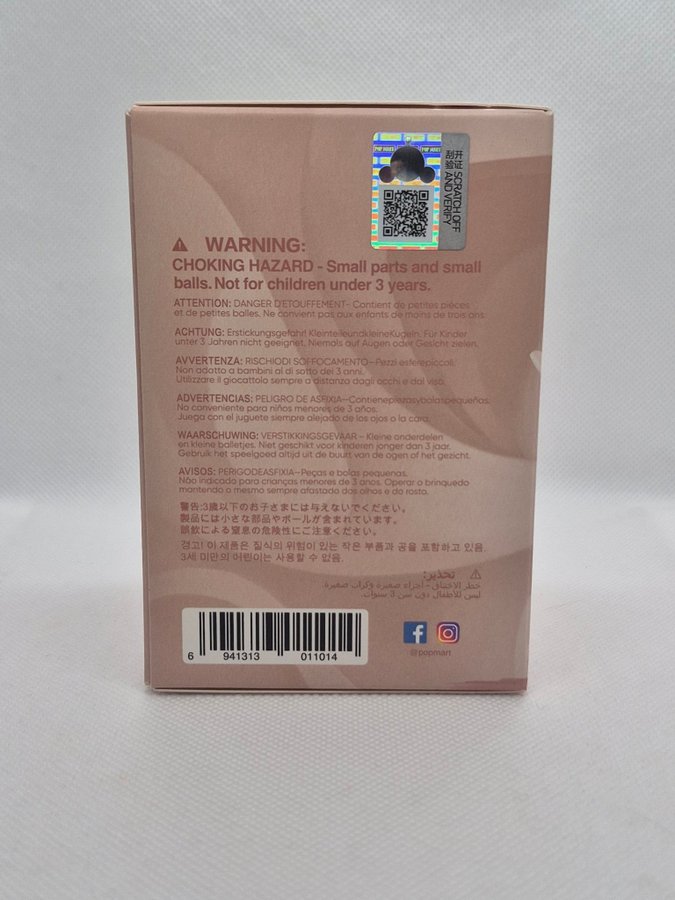 POP MART
开证 SCRATCH OFF
刮验 AND VERIFY
WARNING:
CHOKING HAZARD - Small parts and small
balls. Not for children under 3 years.
ATTENTION: DANGER D'ETOUFFEMENT- Contient de petites pièces
et de petites balles. Ne convient pas aux enfants de moins de trois ans
ACHTUNG: Erstickungsgefahr! KleinteileundkleineKugeln. Für Kinder
unter 3 Jahren nicht geeignet. Niemals auf Augen oder Gesicht zielen.
AVVERTENZA: RISCHIODI SOFFOCAMENTO-Pezzi esferepiccoli.
Non adatto a bambini al di sotto dei 3 anni.
Utilizzare il giocattolo sempre a distanza dagli occhi e dal viso.
ADVERTENCIAS: PELIGRO DE ASFIXIA-Contienepiezasybolaspequeñas.
No conveniente para niños menores de 3 años.
Juega con el juguete siempre alejado de los ojos o la cara.
WAARSCHUWING: VERSTIKKINGSGEVAAR - Kleine onderdelen
en kleine balletjes. Niet geschikt voor kinderen jonger dan 3 jaar.
Gebruik het speelgoed altijd uit de buurt van de ogen of het gezicht.
AVISOS: PERIGODEASFIXIA-Peças e bolas pequenas.
Não indicado para crianças menores de 3 anos. Operar o brinquedo
mantendo o mesmo sempre afastado dos olhos e do rosto.
警告:3歳以下のお子さまには与えないでください。
製品には小さな部品やボールが含まれています。
誤飲による窒息の危険性にご注意ください。
경고! 이 제품은 질식의 위험이 있는 작은 부품과 공을 포함하고 있음.
3세 미만의 어린이는 사용할 수 없음.
تحذير:
خطر الاختناق - أجزاء صغيرة وكرات صغيرة.
ليس للأطفال دون سن 3 سنوات.
6 941313 011014
@popmart